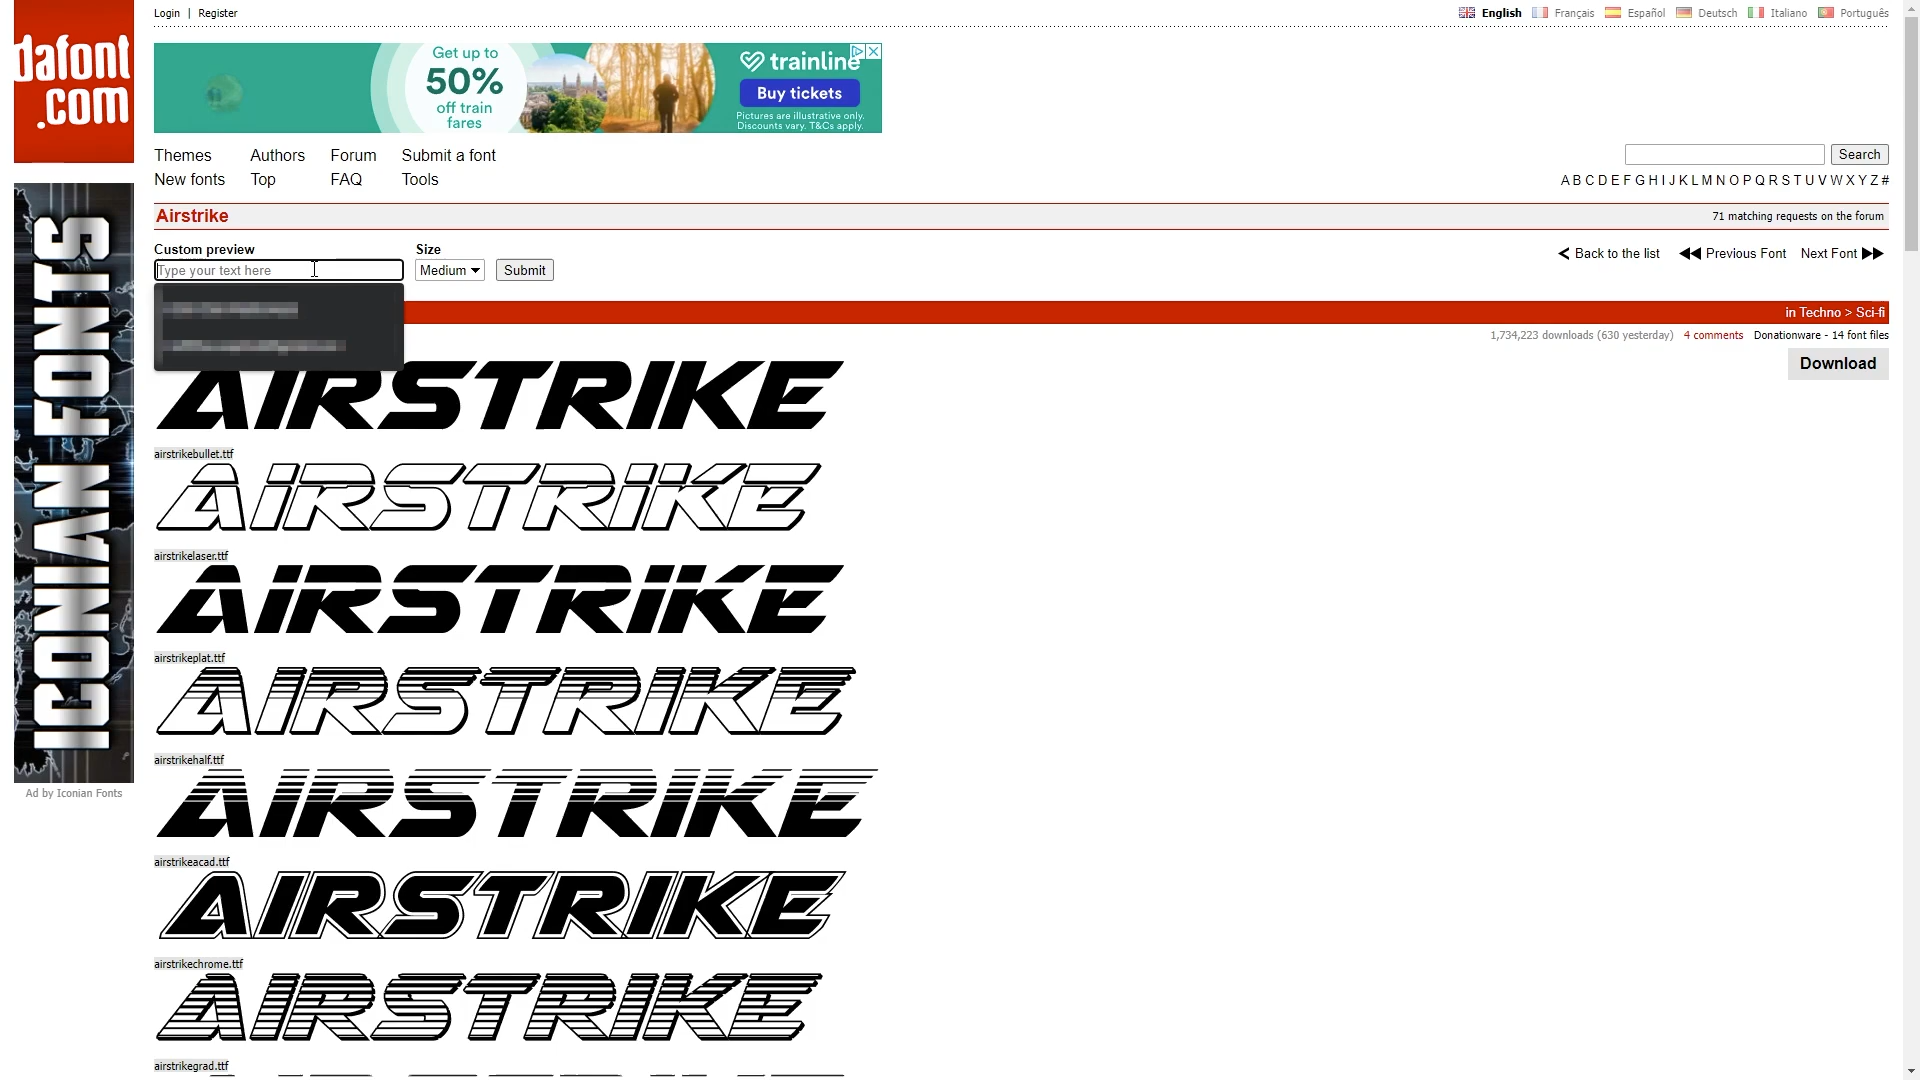 Login | Register
English Français Español Deutsch Italiano Português
dafont
.com
Get up to
50%
off train
fares
trainline
Buy tickets
Pictures are illustrative only.
Discounts vary. T&Cs apply.
Themes Authors Forum Submit a font
New fonts Top FAQ Tools
Search
A B C D E F G H I J K L M N O P Q R S T U V W X Y Z #
Airstrike
71 matching requests on the forum
Custom preview Size
Type your text here Medium Submit
Back to the list Previous Font Next Font
in Techno > Sci-fi
1,734,223 downloads (630 yesterday) 4 comments Donationware - 14 font files
Download
AIRSTRIKE
airstrikebullet.ttf
AIRSTRIKE
airstrikelaser.ttf
AIRSTRIKE
airstrikeplat.ttf
AIRSTRIKE
airstrikehalf.ttf
AIRSTRIKE
airstrikeacad.ttf
AIRSTRIKE
airstrikechrome.ttf
AIRSTRIKE
airstrikegrad.ttf
ICONIAN FONTS
Ad by Iconian Fonts